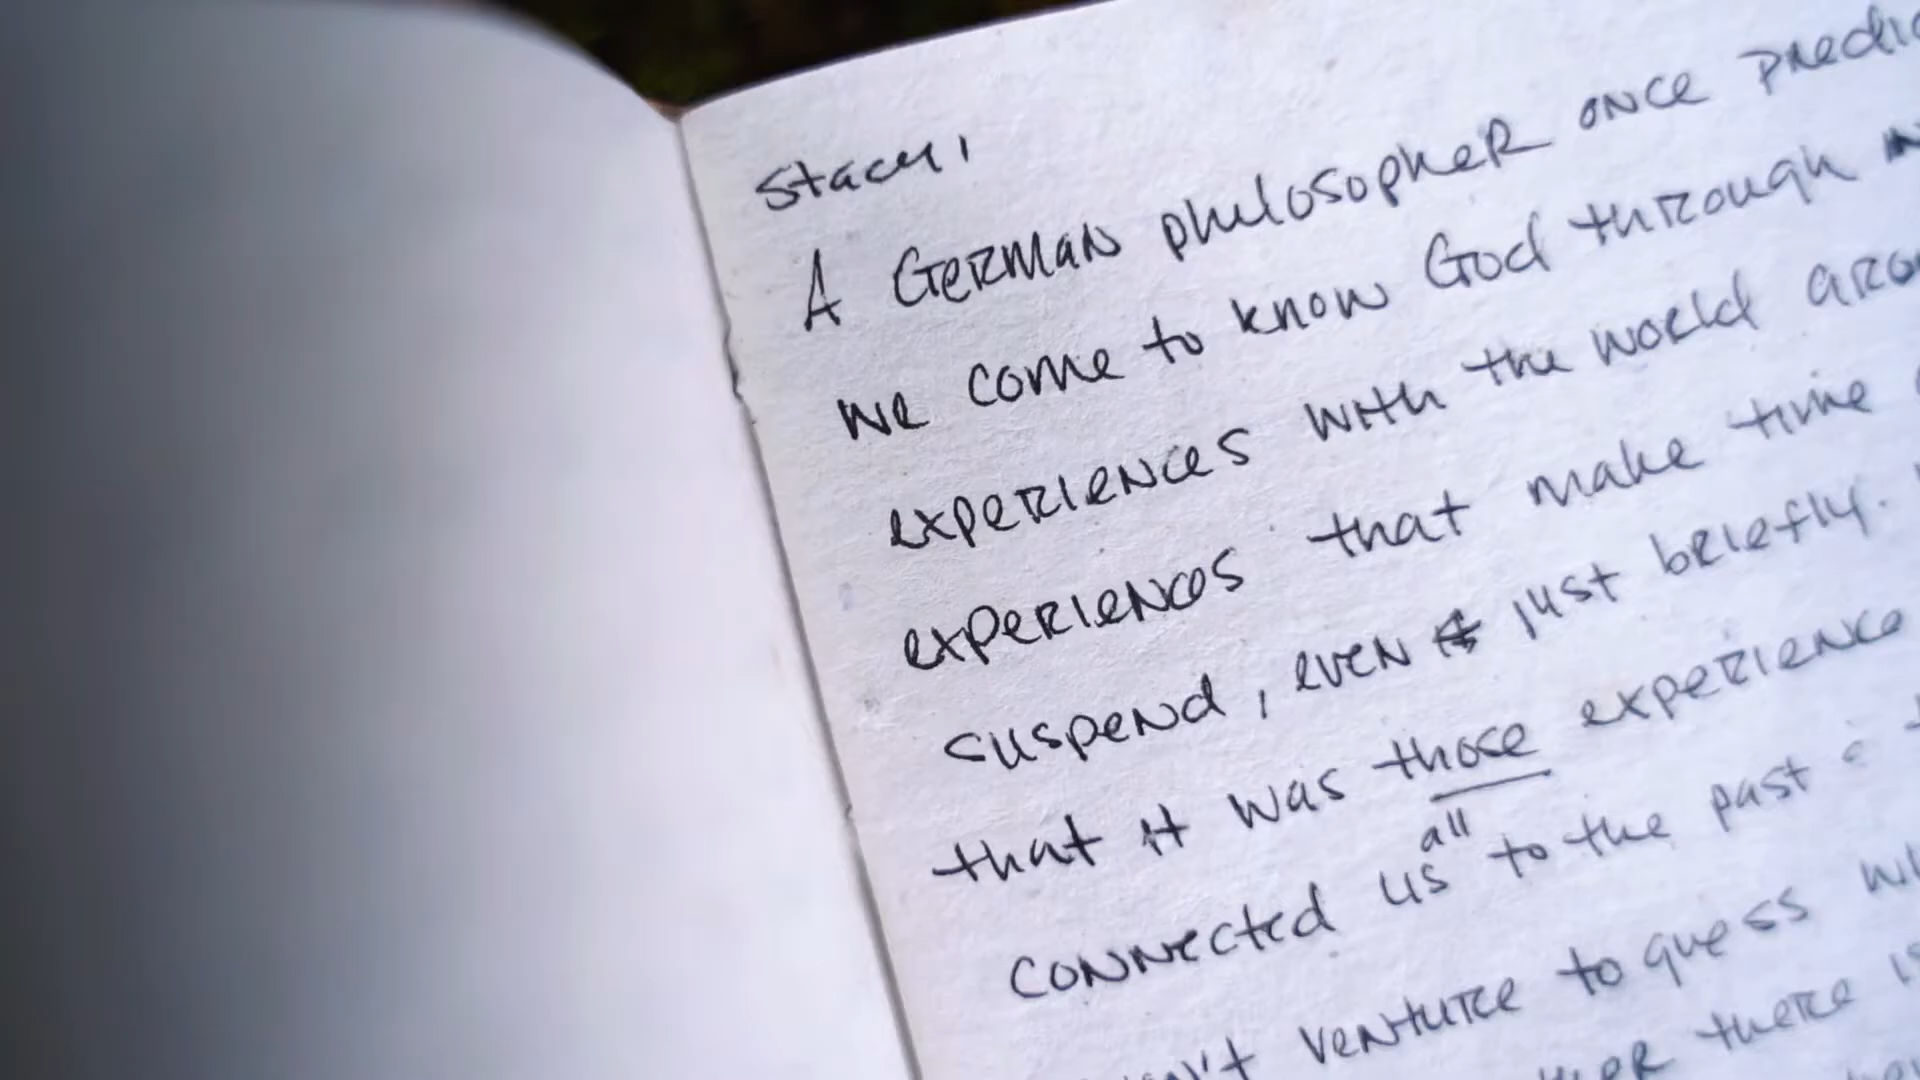 Stacy,
A German philosopher once
we come to know God through
experiences with the world
experiences that make time
suspend, even just briefly.
that it was those experience
connected us all to the past
venture to guess
there